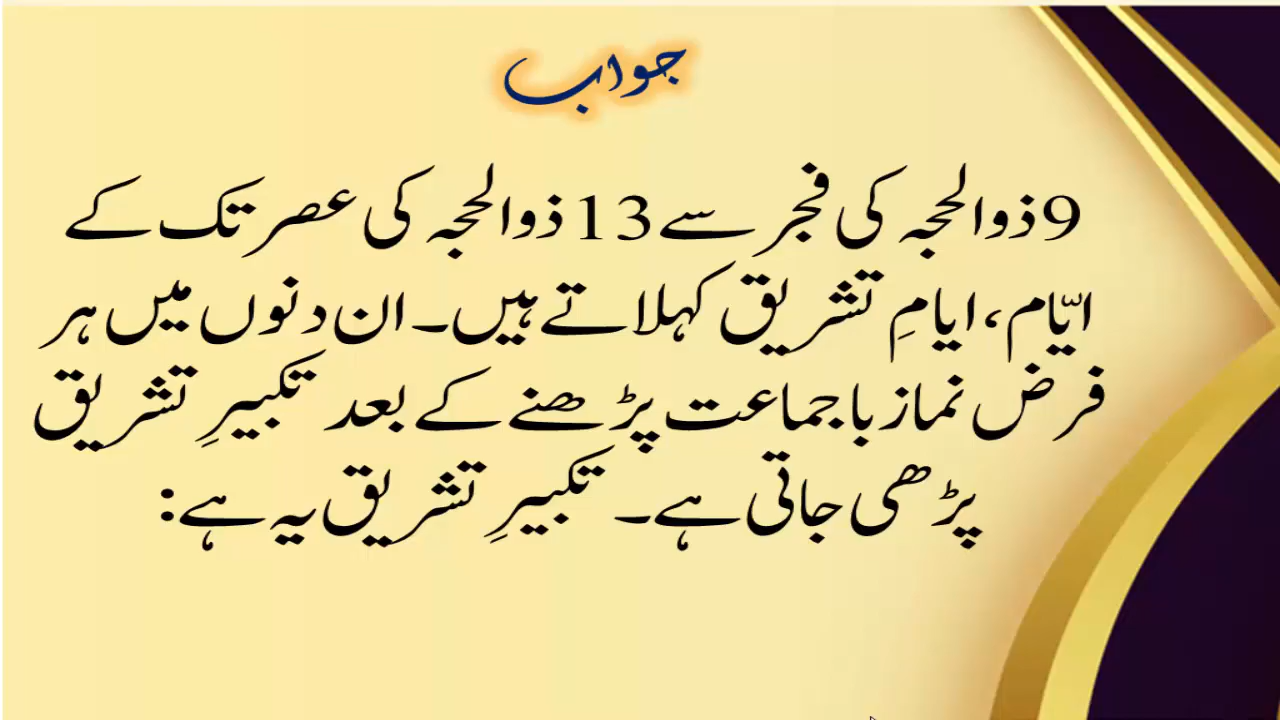 جواب
9 ذوالحجہ کی فجر سے 13 ذوالحجہ کی عصر تک کے
ایّام، ایامِ تشریق کہلاتے ہیں۔ ان دنوں میں ہر
فرض نماز باجماعت پڑھنے کے بعد تکبیرِ تشریق
پڑھی جاتی ہے۔ تکبیرِ تشریق یہ ہے: